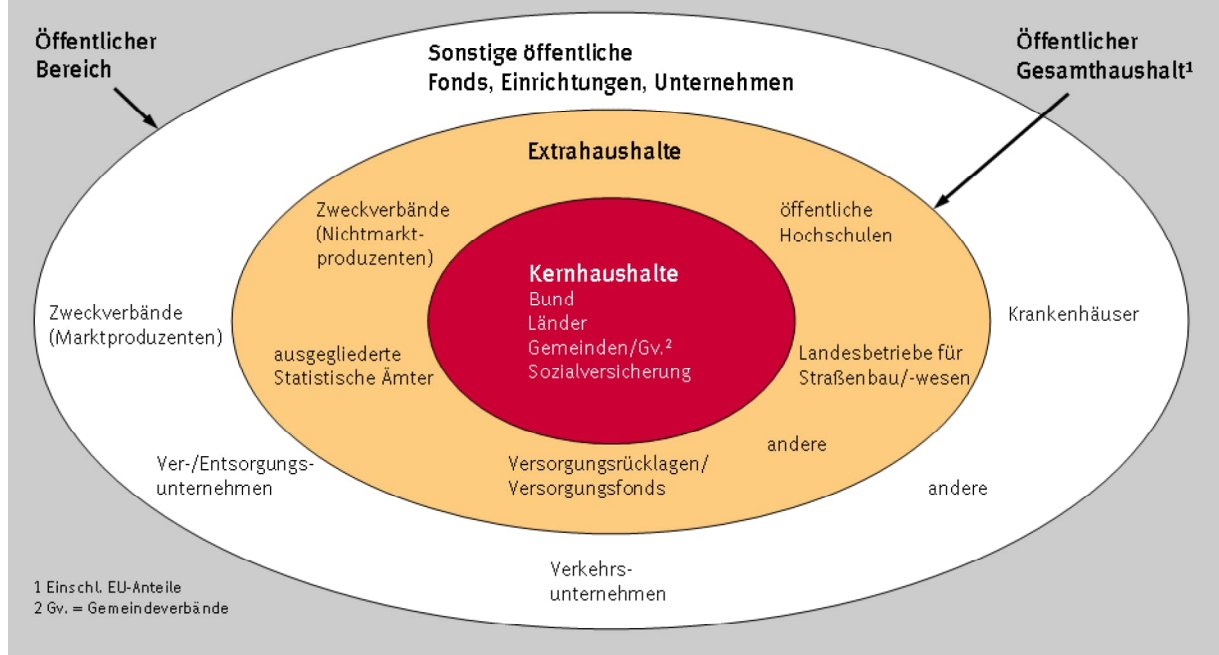 Öffentlicher
Bereich
Sonstige öffentliche
Fonds, Einrichtungen, Unternehmen
Öffentlicher
Gesamthaushalt¹
Extrahaushalte
Zweckverbände
(Nichtmarkt-
produzenten)
öffentliche
Hochschulen
Kernhaushalte
Bund
Länder
Gemeinden/Gv.²
Sozialversicherung
Zweckverbände
(Marktproduzenten)
Krankenhäuser
ausgegliederte
Statistische Ämter
Landesbetriebe für
Straßenbau/-wesen
andere
Ver-/Entsorgungs-
unternehmen
Versorgungsrücklagen/
Versorgungsfonds
andere
Verkehrs-
unternehmen
1 Einschl. EU-Anteile
2 Gv. = Gemeindeverbände